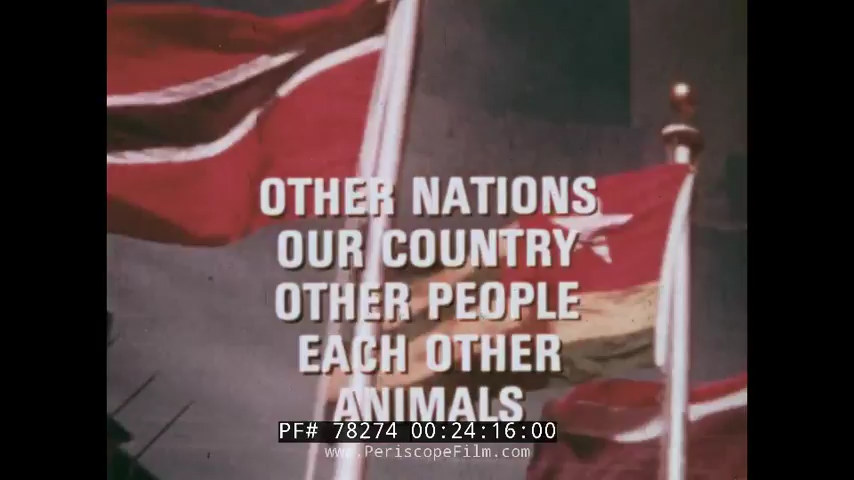 OTHER NATIONS
OUR COUNTRY
OTHER PEOPLE
EACH OTHER
ANIMALS
PF# 78274 00:24:16:00
www.PeriscopeFilm.com